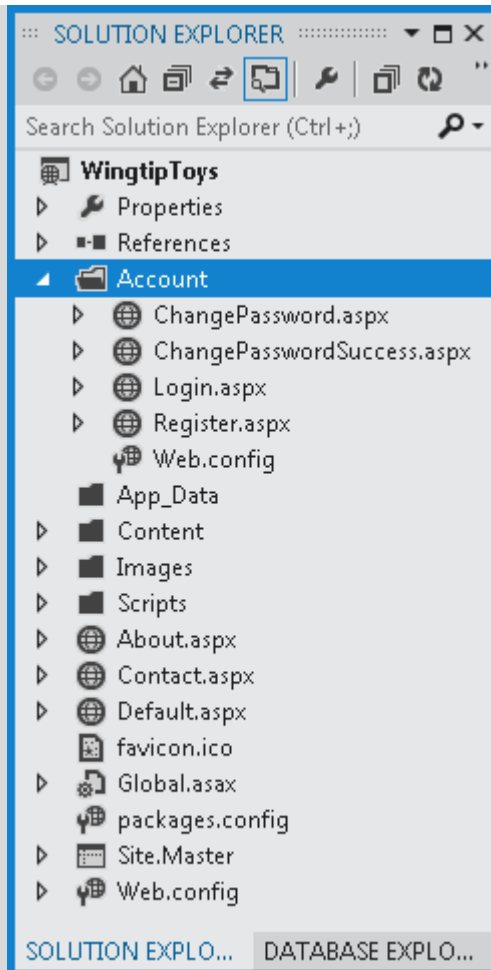 SOLUTION EXPLORER
Search Solution Explorer (Ctrl+;)
WingtipToys
Properties
References
Account
ChangePassword.aspx
ChangePasswordSuccess.aspx
Login.aspx
Register.aspx
Web.config
App_Data
Content
Images
Scripts
About.aspx
Contact.aspx
Default.aspx
favicon.ico
Global.asax
packages.config
Site.Master
Web.config
SOLUTION EXPLO... DATABASE EXPLO...